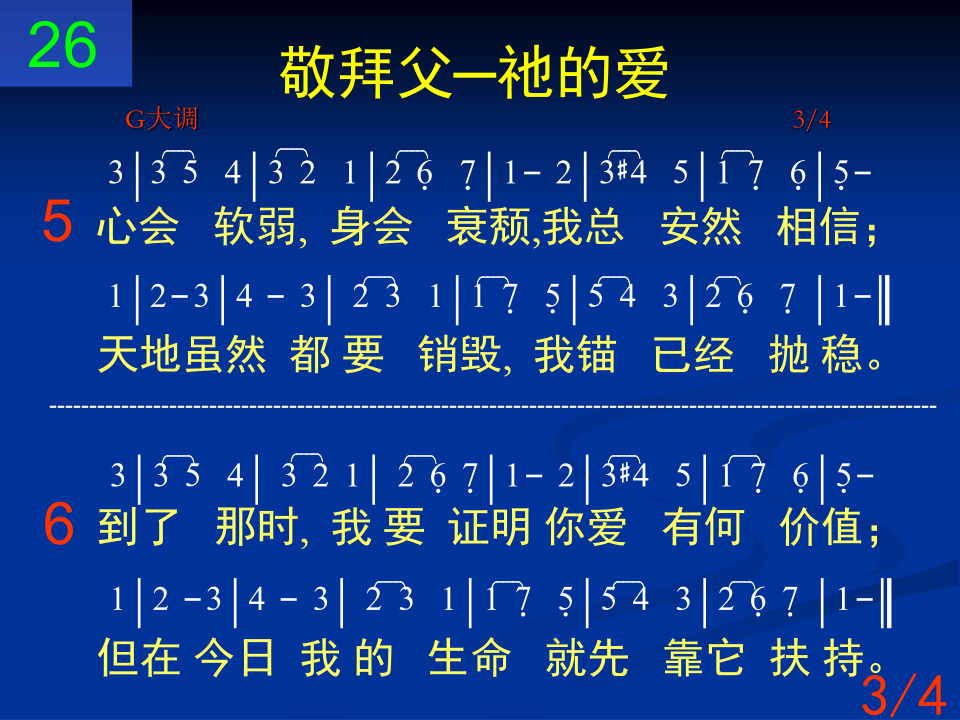 26
敬拜父—祂的爱
G大调 3/4
3|3 5 4|3 2 1|2 6̣ 7̣|1- 2|3#4 5|1 7̣ 6̣|5̣-
5 心会 软弱, 身会 衰颓,我总 安然 相信；
1|2-3|4 - 3| 2 3 1|1 7̣ 5̣|5 4 3|2 6̣ 7̣ |1-‖
天地虽然 都 要 销毁, 我锚 已经 抛 稳。
3|3 5 4| 3 2 1| 2 6̣ 7̣|1- 2|3#4 5|1 7̣ 6̣|5̣-
6 到了 那时, 我 要 证明 你爱 有何 价值；
1|2 -3|4 - 3| 2 3 1|1 7̣ 5̣|5 4 3|2 6̣ 7̣ |1-‖
但在 今日 我 的 生命 就先 靠它 扶 持。
3/4